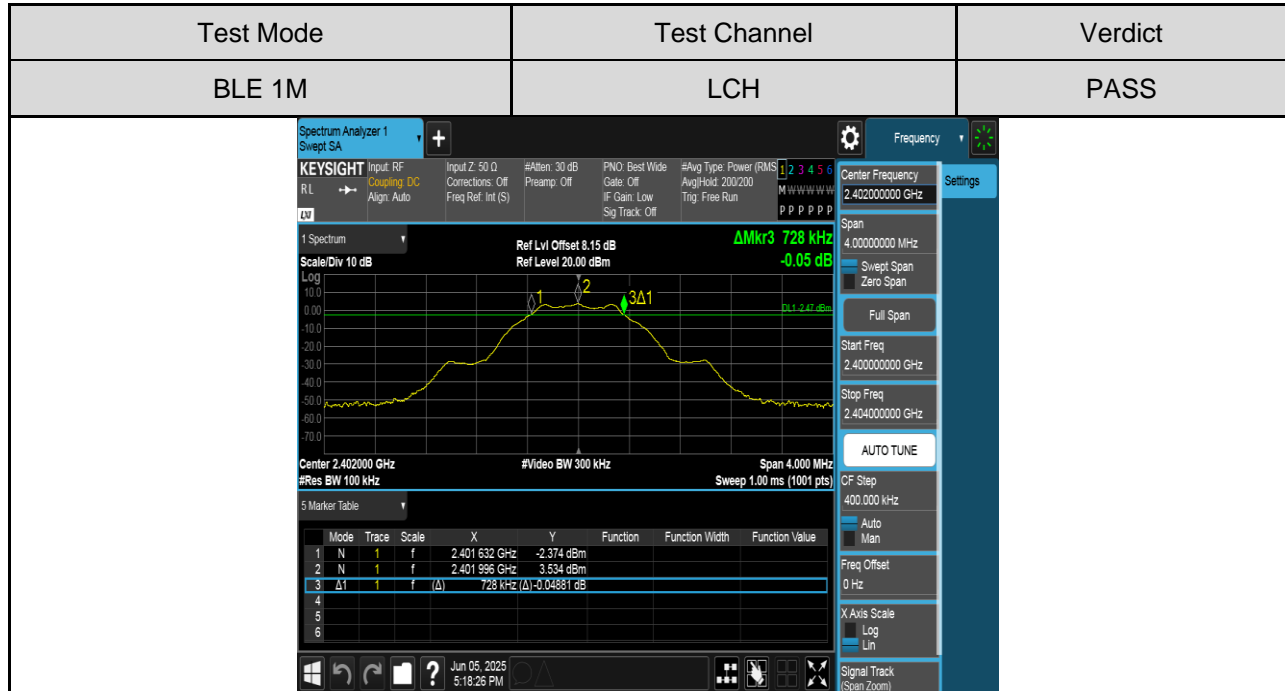 Test Mode Test Channel Verdict
BLE 1M LCH PASS
Spectrum Analyzer 1
Swept SA
+
Frequency
KEYSIGHT Input: RF Input Z: 50 Ω #Atten: 30 dB PNO: Best Wide #Avg Type: Power (RMS 1 2 3 4 5 6
RL Coupling: DC Corrections: Off Preamp: Off Gate: Off Avg|Hold: 200/200 M W W W W W
Align: Auto Freq Ref: Int (S) IF Gain: Low Trig: Free Run
LXI Sig Track: Off P P P P P P
Center Frequency
2.402000000 GHz
Settings
Span
4.00000000 MHz
Swept Span
Zero Span
Full Span
Start Freq
2.400000000 GHz
Stop Freq
2.404000000 GHz
AUTO TUNE
CF Step
400.000 kHz
Auto
Man
Freq Offset
0 Hz
X Axis Scale
Log
Lin
Signal Track
(Span Zoom)
1 Spectrum Ref Lvl Offset 8.15 dB ΔMkr3 728 kHz
Scale/Div 10 dB Ref Level 20.00 dBm -0.05 dB
Log
10.0
0.00
-10.0
-20.0
-30.0
-40.0
-50.0
-60.0
-70.0
1
2
3Δ1
DL1 -2.47 dBm
Center 2.402000 GHz #Video BW 300 kHz Span 4.000 MHz
#Res BW 100 kHz Sweep 1.00 ms (1001 pts)
5 Marker Table
Mode Trace Scale X Y Function Function Width Function Value
1 N 1 f 2.401 632 GHz -2.374 dBm
2 N 1 f 2.401 996 GHz 3.534 dBm
3 Δ1 1 f (Δ) 728 kHz (Δ) -0.04881 dB
4
5
6
? Jun 05, 2025
5:18:26 PM